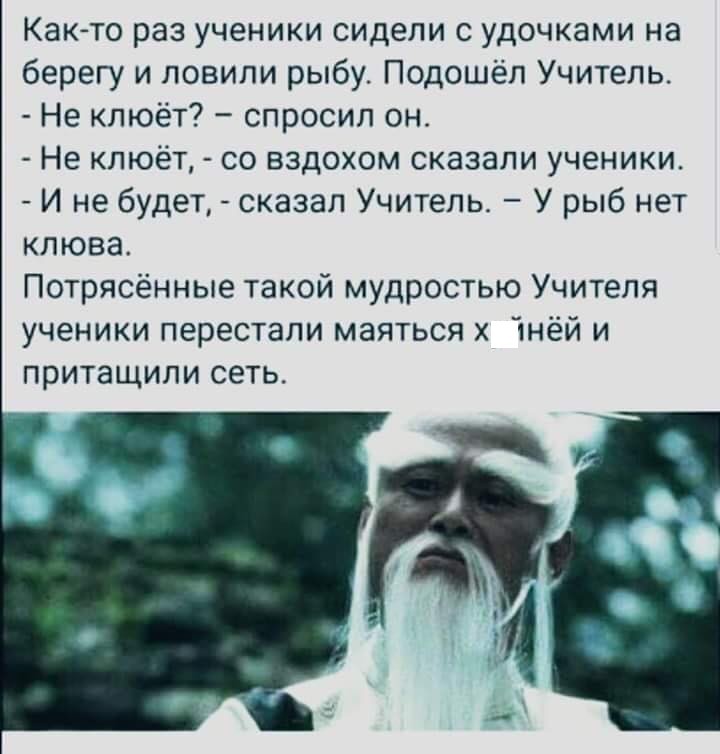 Как-то раз ученики сидели с удочками на
берегу и ловили рыбу. Подошёл Учитель.
- Не клюёт? – спросил он.
- Не клюёт, - со вздохом сказали ученики.
- И не будет, - сказал Учитель. – У рыб нет
клюва.
Потрясённые такой мудростью Учителя
ученики перестали маяться х йнёй и
притащили сеть.